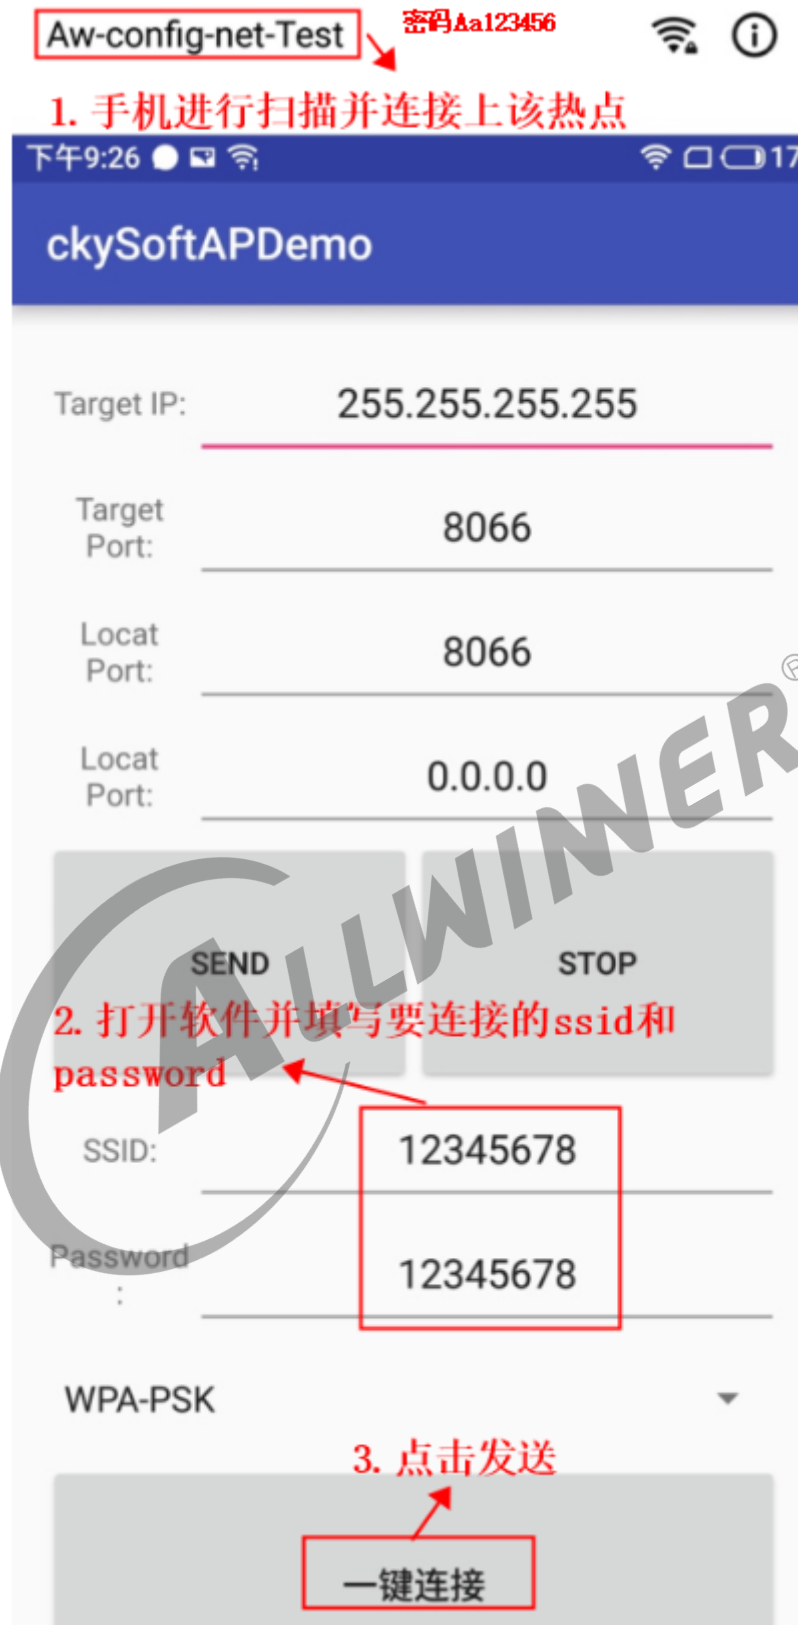 Aw-config-net-Test
密码Aa123456
1. 手机进行扫描并连接上该热点
下午9:26
17
ckySoftAPDemo
Target IP:
255.255.255.255
Target
Port:
8066
Locat
Port:
8066
Locat
Port:
0.0.0.0
SEND
STOP
2. 打开软件并填写要连接的ssid和
password
SSID:
12345678
Password
:
12345678
WPA-PSK
3. 点击发送
一键连接
ALLWINNER®